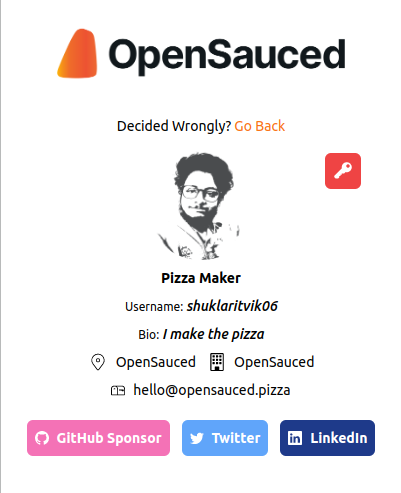 OpenSauced
Decided Wrongly? Go Back
Pizza Maker
Username: shuklaritvik06
Bio: I make the pizza
OpenSauced OpenSauced
hello@opensauced.pizza
GitHub Sponsor Twitter LinkedIn